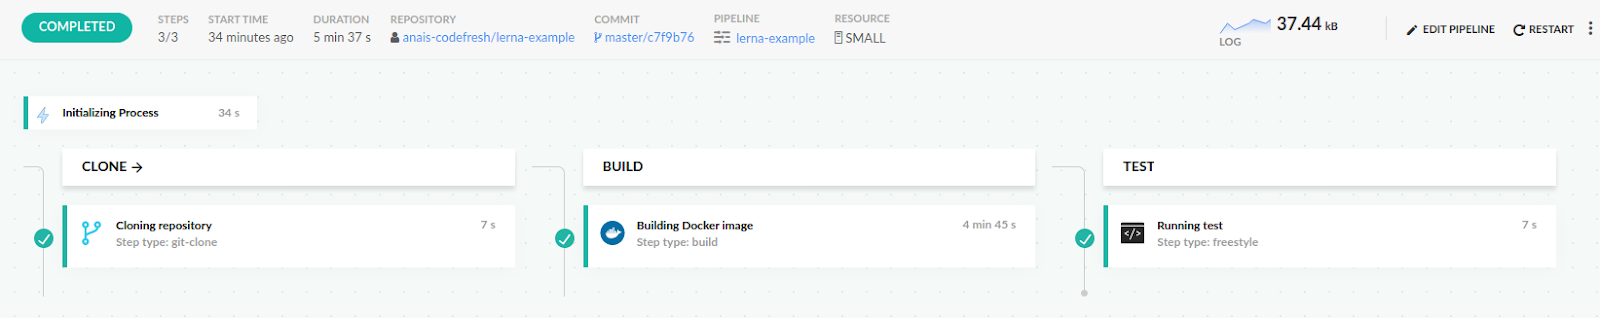 COMPLETED
STEPS
3/3
START TIME
34 minutes ago
DURATION
5 min 37 s
REPOSITORY
anais-codefresh/lerna-example
COMMIT
master/c7f9b76
PIPELINE
lerna-example
RESOURCE
SMALL
LOG
37.44 kB
EDIT PIPELINE
RESTART
Initializing Process 34 s
CLONE →
Cloning repository 7 s
Step type: git-clone
BUILD
Building Docker image 4 min 45 s
Step type: build
TEST
Running test 7 s
Step type: freestyle